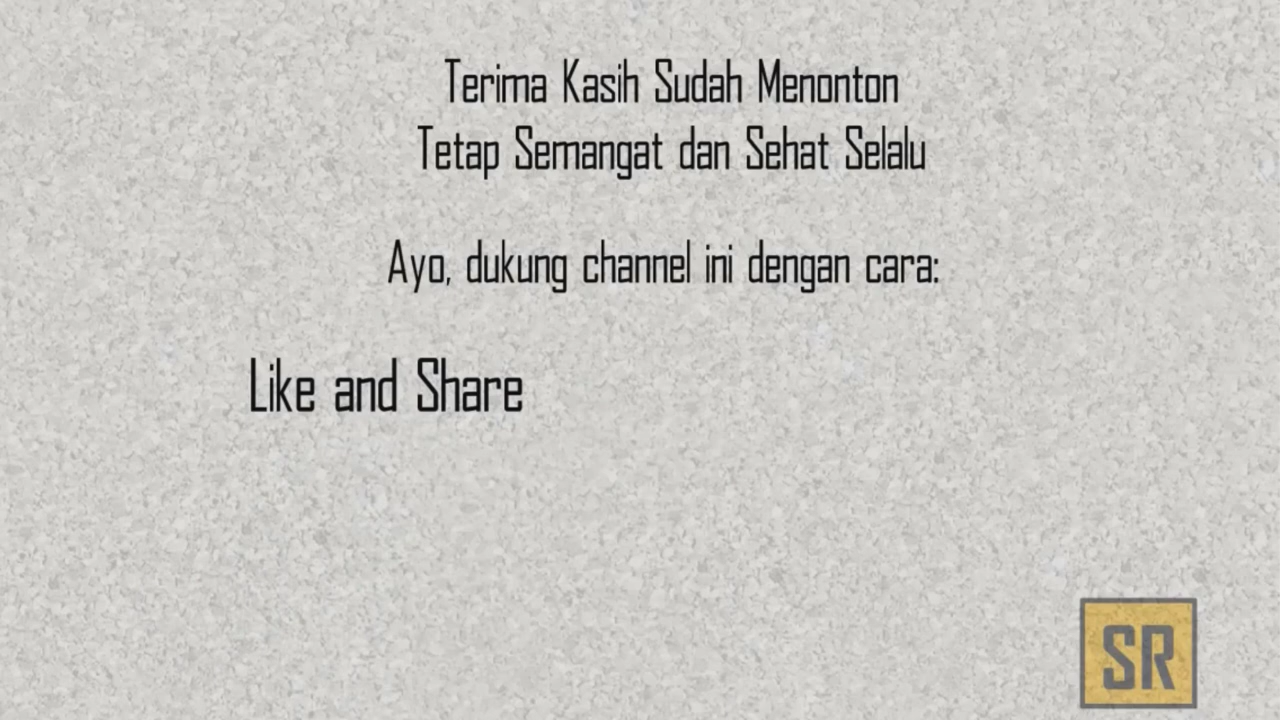 Terima Kasih Sudah Menonton
Tetap Semangat dan Sehat Selalu
Ayo, dukung channel ini dengan cara:
Like and Share
SR